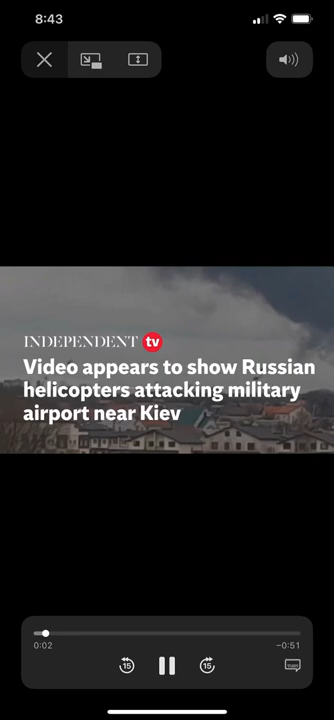 8:43
INDEPENDENT tv
Video appears to show Russian
helicopters attacking military
airport near Kiev
0:02
−0:51
15
15